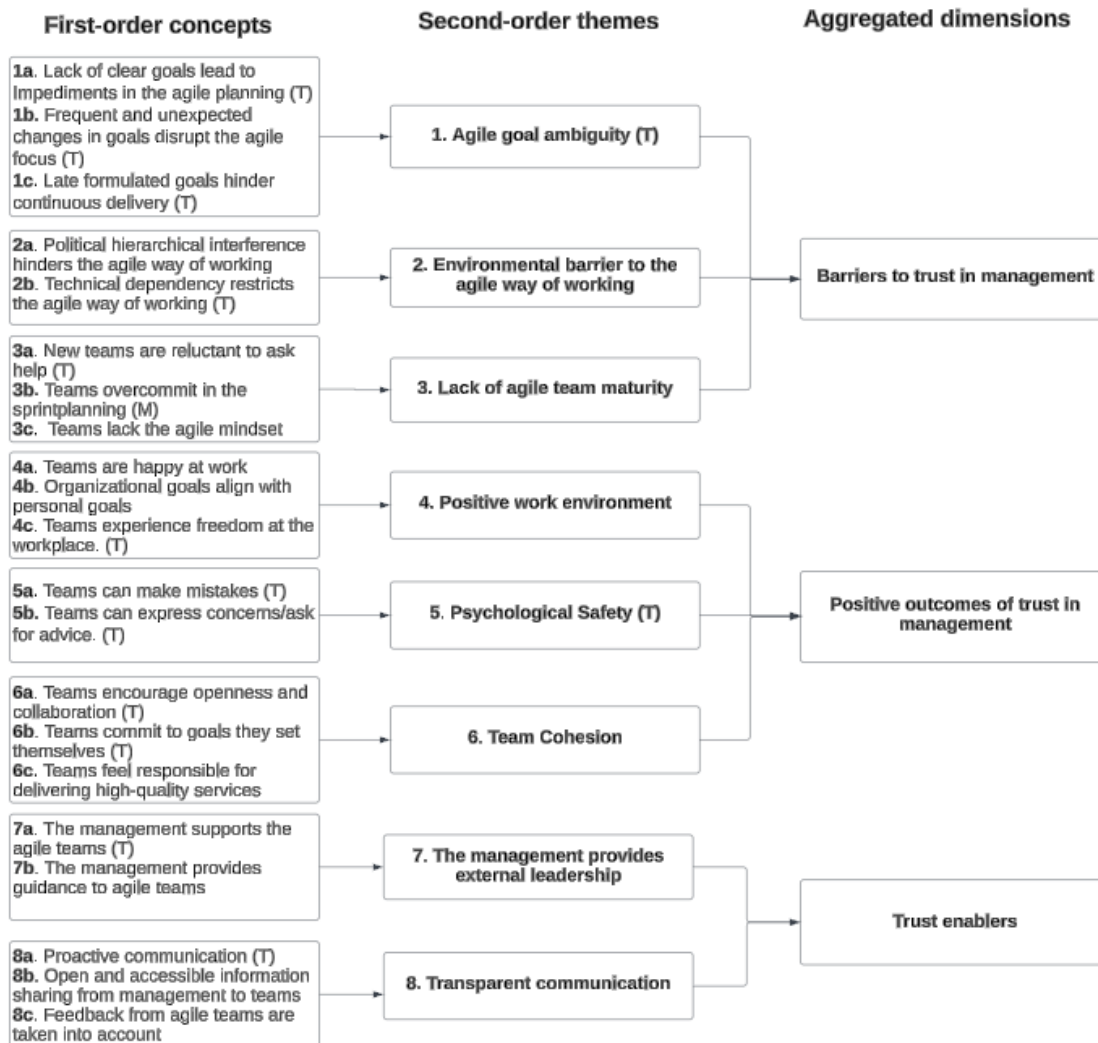 First-order concepts
Second-order themes
Aggregated dimensions
1a. Lack of clear goals lead to
Impediments in the agile planning (T)
1b. Frequent and unexpected
changes in goals disrupt the agile
focus (T)
1c. Late formulated goals hinder
continuous delivery (T)
1. Agile goal ambiguity (T)
2a. Political hierarchical interference
hinders the agile way of working
2b. Technical dependency restricts
the agile way of working (T)
2. Environmental barrier to the
agile way of working
Barriers to trust in management
3a. New teams are reluctant to ask
help (T)
3b. Teams overcommit in the
sprintplanning (M)
3c. Teams lack the agile mindset
3. Lack of agile team maturity
4a. Teams are happy at work
4b. Organizational goals align with
personal goals
4c. Teams experience freedom at the
workplace. (T)
4. Positive work environment
5a. Teams can make mistakes (T)
5b. Teams can express concerns/ask
for advice. (T)
5. Psychological Safety (T)
Positive outcomes of trust in
management
6a. Teams encourage openness and
collaboration (T)
6b. Teams commit to goals they set
themselves (T)
6c. Teams feel responsible for
delivering high-quality services
6. Team Cohesion
7a. The management supports the
agile teams (T)
7b. The management provides
guidance to agile teams
7. The management provides
external leadership
Trust enablers
8a. Proactive communication (T)
8b. Open and accessible information
sharing from management to teams
8c. Feedback from agile teams are
taken into account
8. Transparent communication